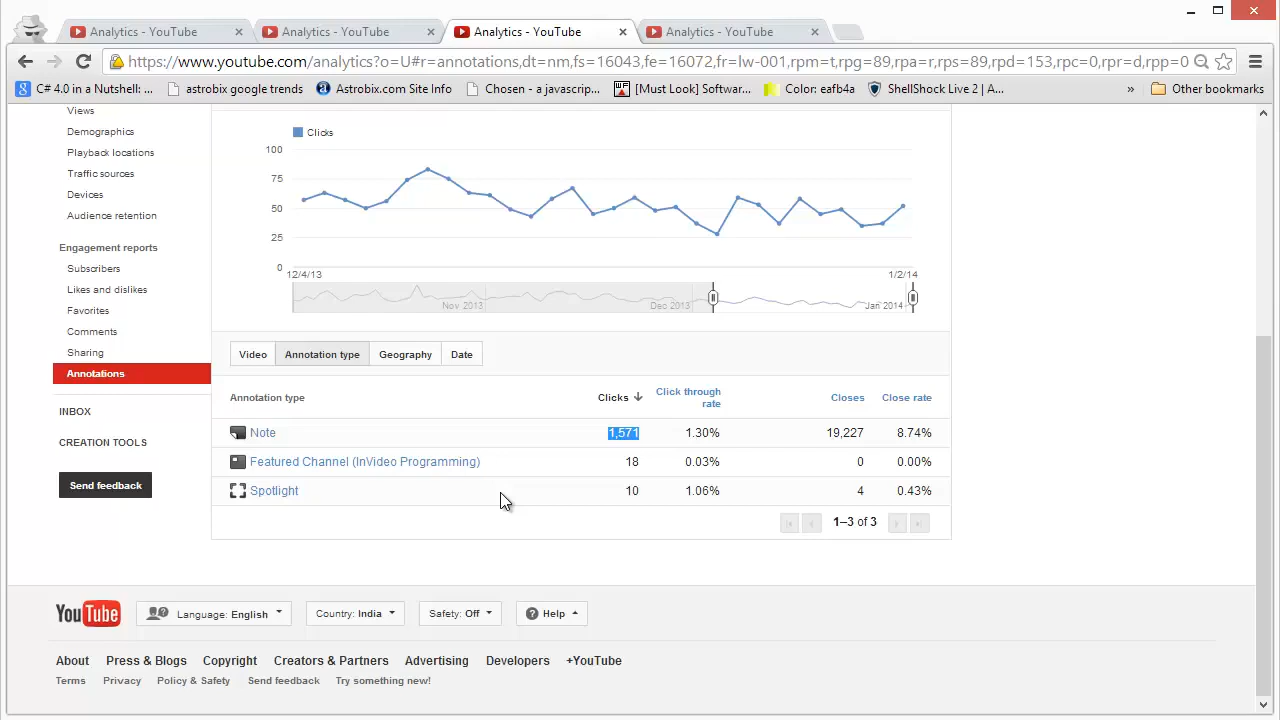 Analytics - YouTube Analytics - YouTube Analytics - YouTube Analytics - YouTube
https://www.youtube.com/analytics?o=U#r=annotations,dt=nm,fs=16043,fe=16072,fr=lw-001,rpm=t,rpg=89,rpa=r,rps=89,rpd=153,rpc=0,rpr=d,rpp=0
C# 4.0 in a Nutshell: ... astrobix google trends Astrobix.com Site Info Chosen - a javascrip... [Must Look] Softwar... Color: eafb4a ShellShock Live 2 | A... » Other bookmarks
Views
Demographics
Playback locations
Traffic sources
Devices
Audience retention
Engagement reports
Subscribers
Likes and dislikes
Favorites
Comments
Sharing
Annotations
INBOX
CREATION TOOLS
Send feedback
Clicks
100
75
50
25
0
12/4/13 1/2/14
Nov 2013 Dec 2013 Jan 2014
Video Annotation type Geography Date
Annotation type Clicks Click through rate Closes Close rate
Note 1,571 1.30% 19,227 8.74%
Featured Channel (InVideo Programming) 18 0.03% 0 0.00%
Spotlight 10 1.06% 4 0.43%
1–3 of 3
YouTube Language: English Country: India Safety: Off Help
About Press & Blogs Copyright Creators & Partners Advertising Developers +YouTube
Terms Privacy Policy & Safety Send feedback Try something new!